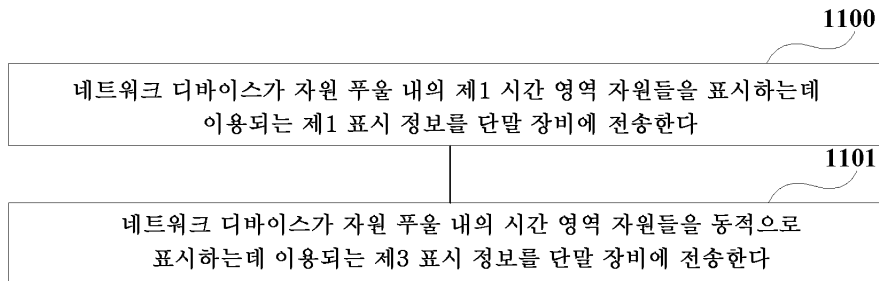 1100
네트워크 디바이스가 자원 푸울 내의 제1 시간 영역 자원들을 표시하는데
이용되는 제1 표시 정보를 단말 장비에 전송한다
1101
네트워크 디바이스가 자원 푸울 내의 시간 영역 자원들을 동적으로
표시하는데 이용되는 제3 표시 정보를 단말 장비에 전송한다